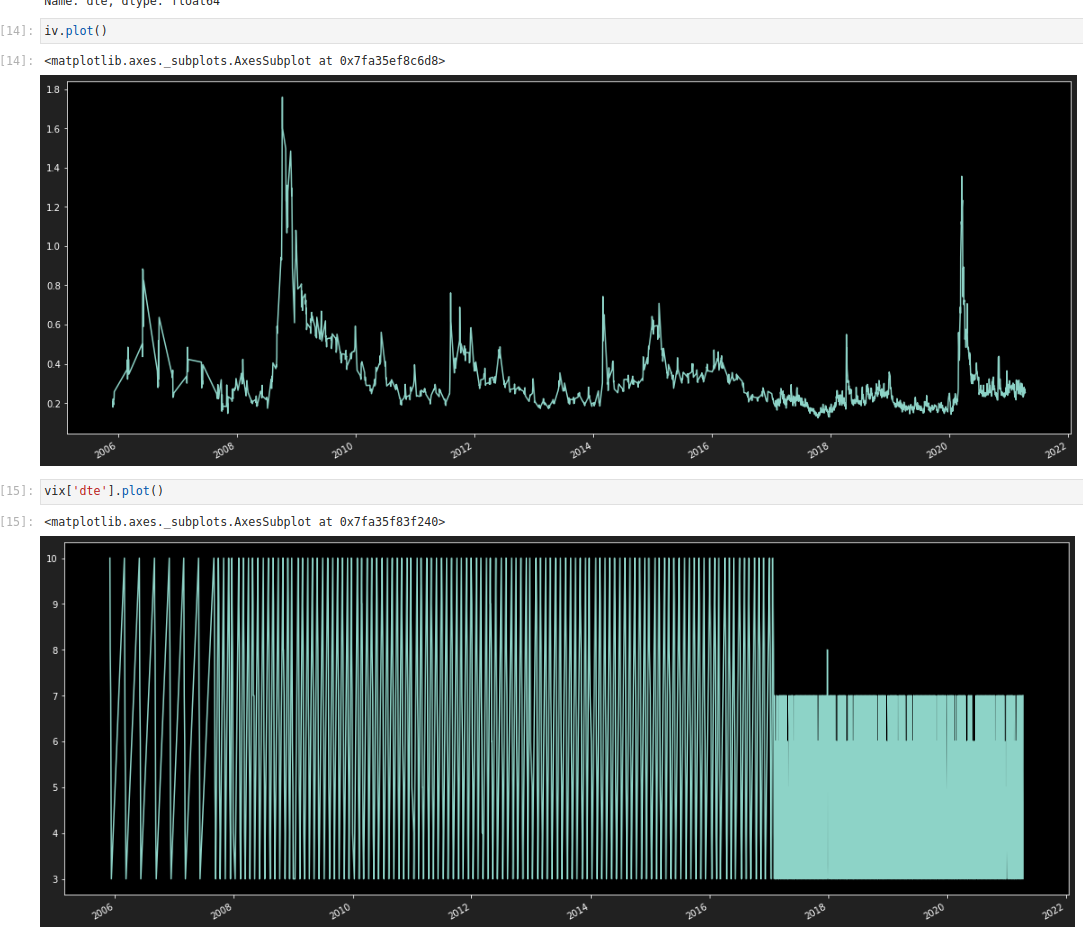 Name: dte, dtype: float64
[14]: iv.plot()
[14]: <matplotlib.axes._subplots.AxesSubplot at 0x7fa35ef8c6d8>
1.8
1.6
1.4
1.2
1.0
0.8
0.6
0.4
0.2
2006 2008 2010 2012 2014 2016 2018 2020 2022
[15]: vix['dte'].plot()
[15]: <matplotlib.axes._subplots.AxesSubplot at 0x7fa35f83f240>
10
9
8
7
6
5
4
3
2006 2008 2010 2012 2014 2016 2018 2020 2022